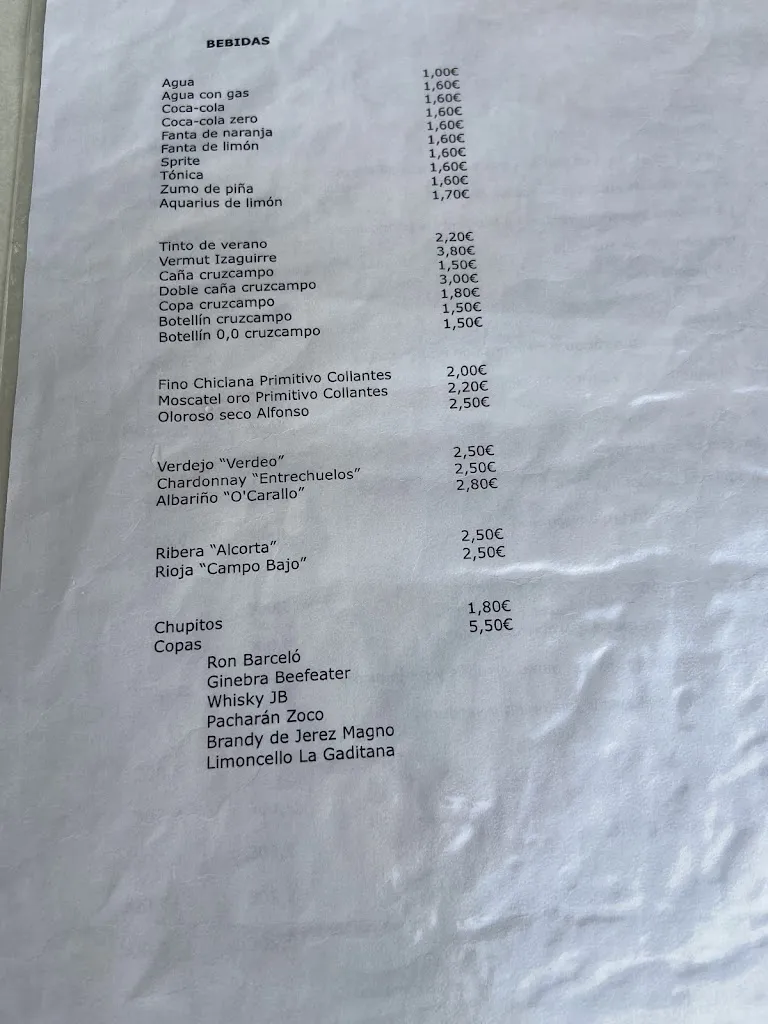 BEBIDAS
Agua 1,00€
Agua con gas 1,60€
Coca-cola 1,60€
Coca-cola zero 1,60€
Fanta de naranja 1,60€
Fanta de limón 1,60€
Sprite 1,60€
Tónica 1,60€
Zumo de piña 1,60€
Aquarius de limón 1,70€
Tinto de verano 2,20€
Vermut Izaguirre 3,80€
Caña cruzcampo 1,50€
Doble caña cruzcampo 3,00€
Copa cruzcampo 1,80€
Botellín cruzcampo 1,50€
Botellín 0,0 cruzcampo 1,50€
Fino Chiclana Primitivo Collantes 2,00€
Moscatel oro Primitivo Collantes 2,20€
Oloroso seco Alfonso 2,50€
Verdejo “Verdeo” 2,50€
Chardonnay “Entrechuelos” 2,50€
Albariño “O'Carallo” 2,80€
Ribera “Alcorta” 2,50€
Rioja “Campo Bajo” 2,50€
Chupitos 1,80€
Copas 5,50€
Ron Barceló
Ginebra Beefeater
Whisky JB
Pacharán Zoco
Brandy de Jerez Magno
Limoncello La Gaditana